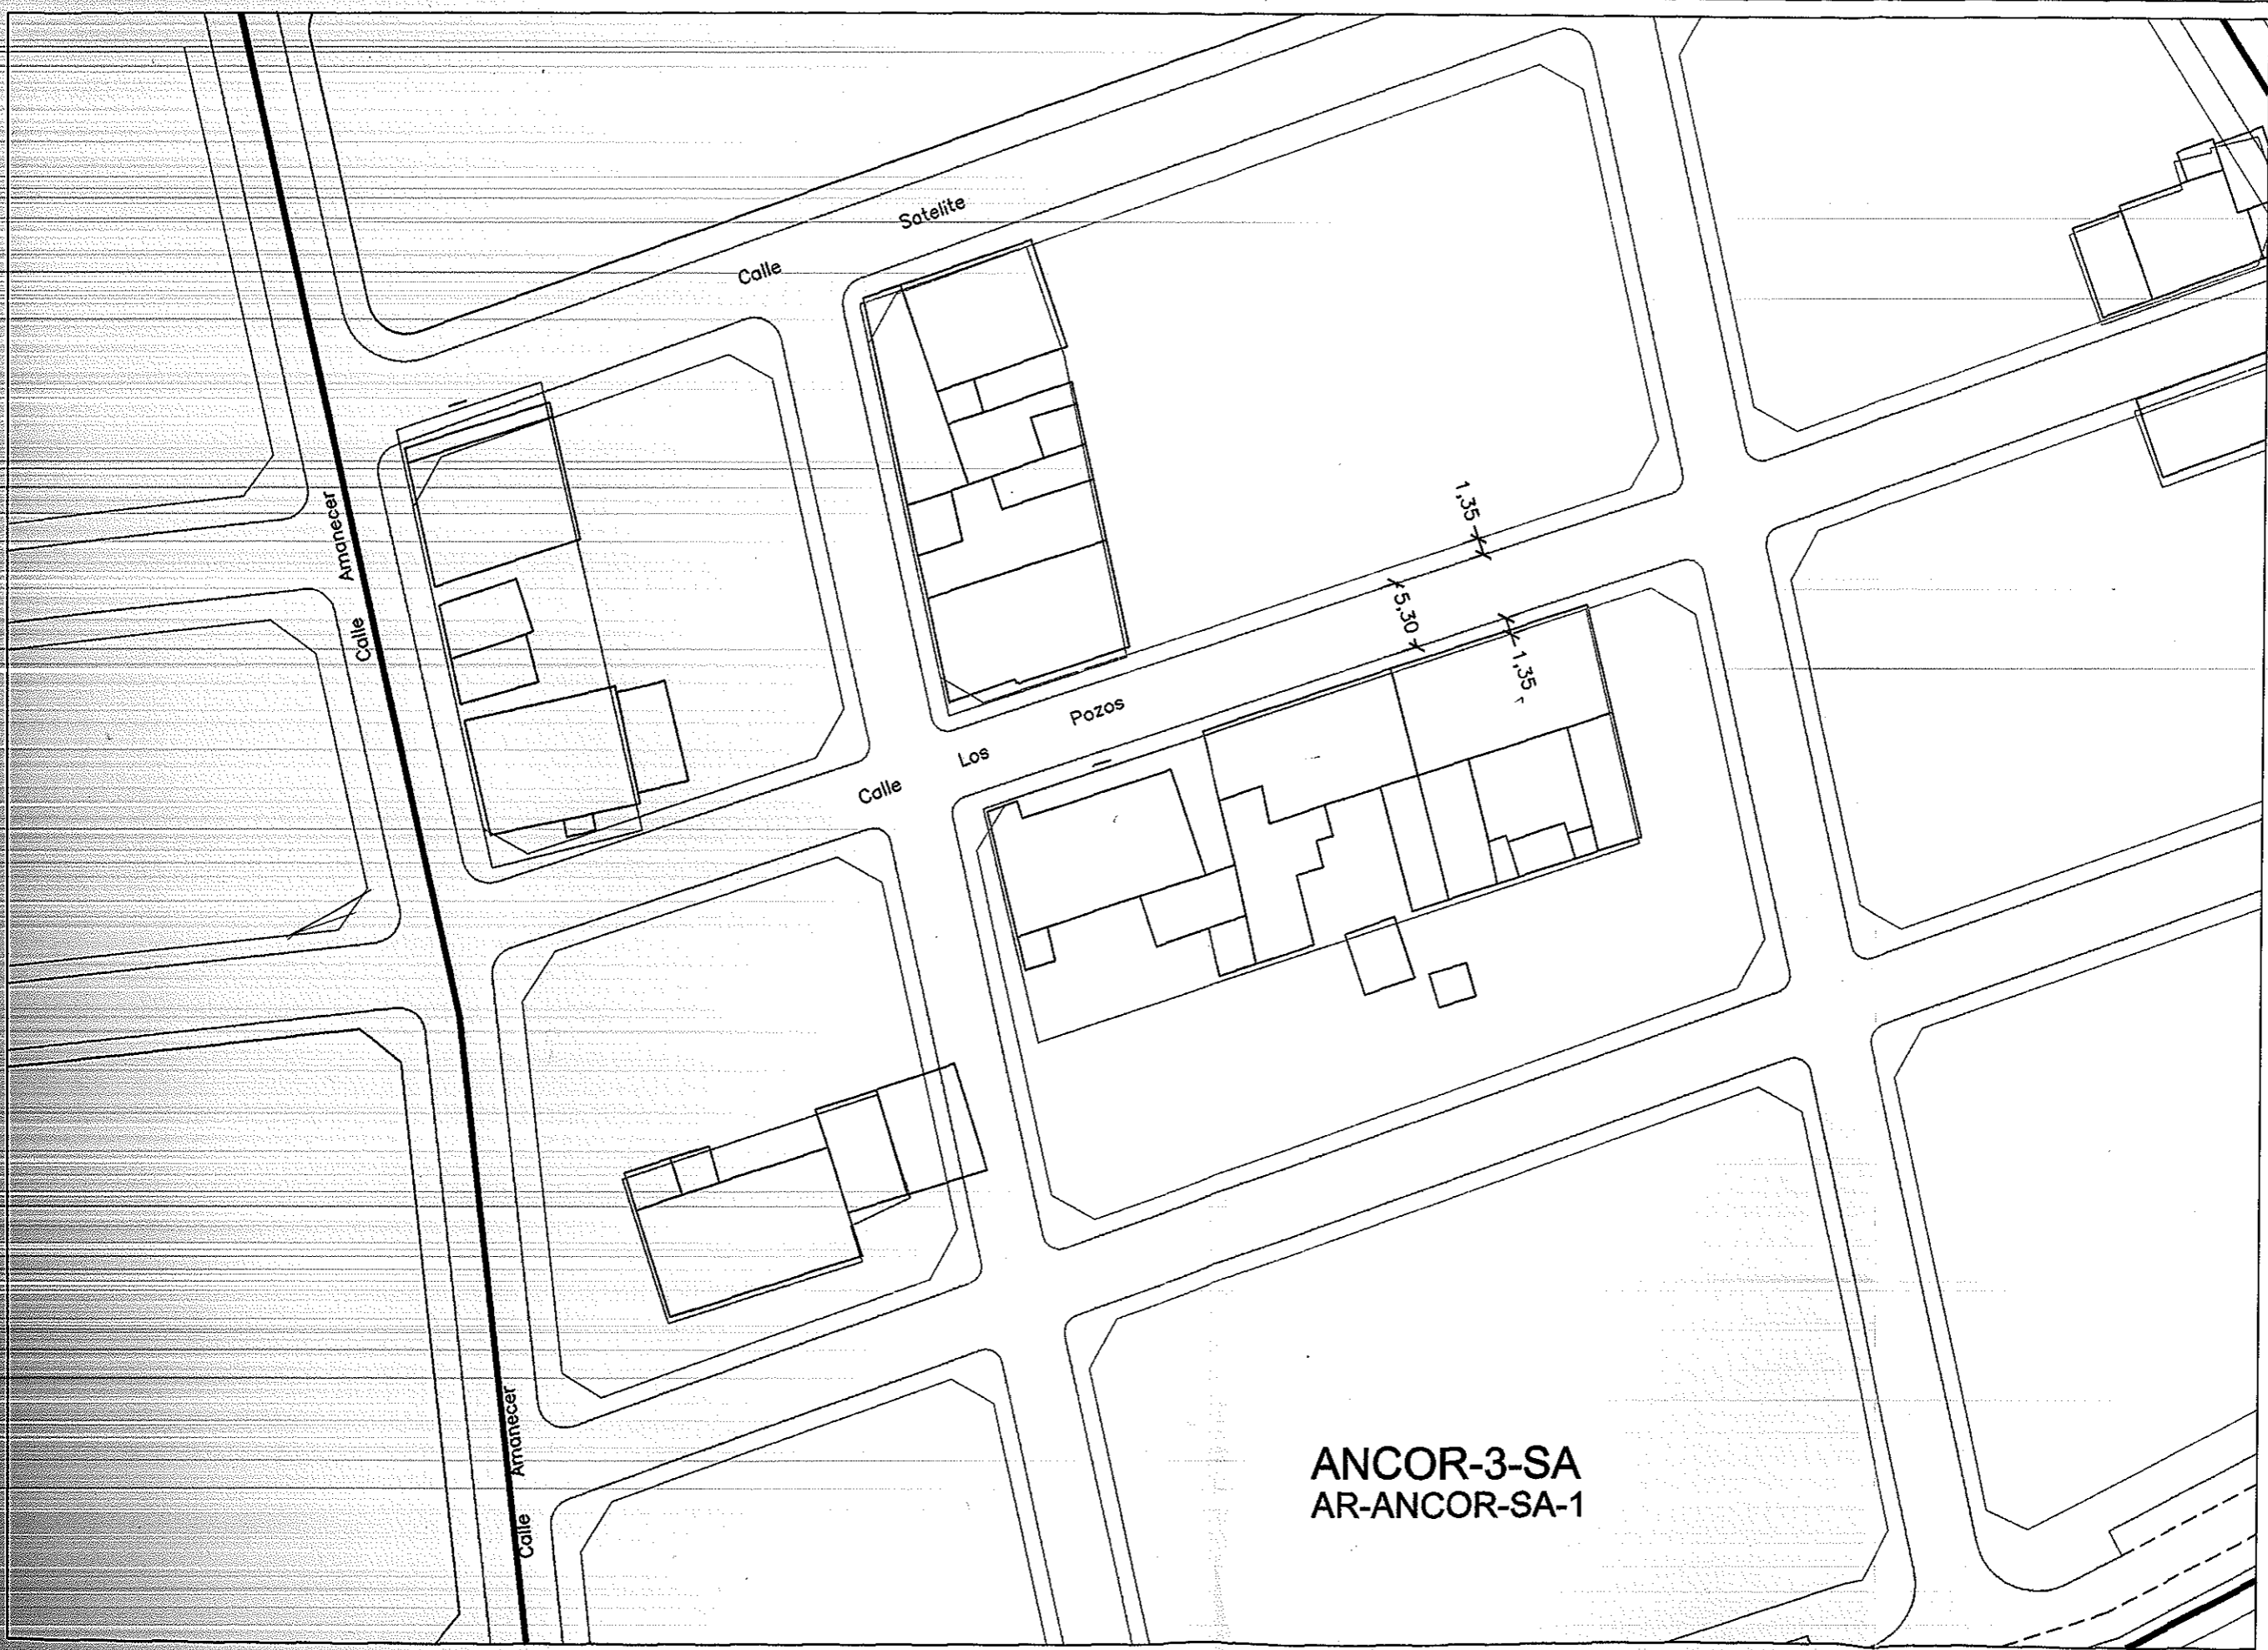 Calle Satelite
Calle Amanecer
1,35
5,30
1,35
Calle Los Pozos
Calle Amanecer
ANCOR-3-SA
AR-ANCOR-SA-1